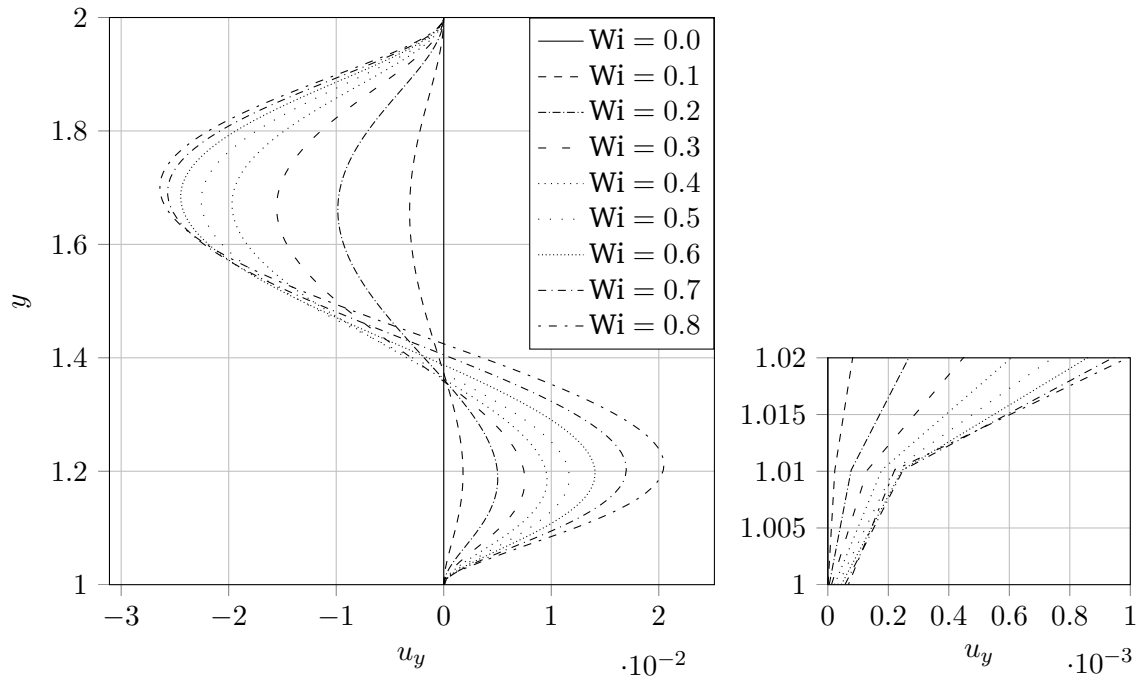 2
1.8
1.6
1.4
1.2
1
y
−3
−2
−1
0
1
2
u_y
·10⁻²
Wi = 0.0
Wi = 0.1
Wi = 0.2
Wi = 0.3
Wi = 0.4
Wi = 0.5
Wi = 0.6
Wi = 0.7
Wi = 0.8
1.02
1.015
1.01
1.005
1
0
0.2
0.4
0.6
0.8
1
u_y
·10⁻³